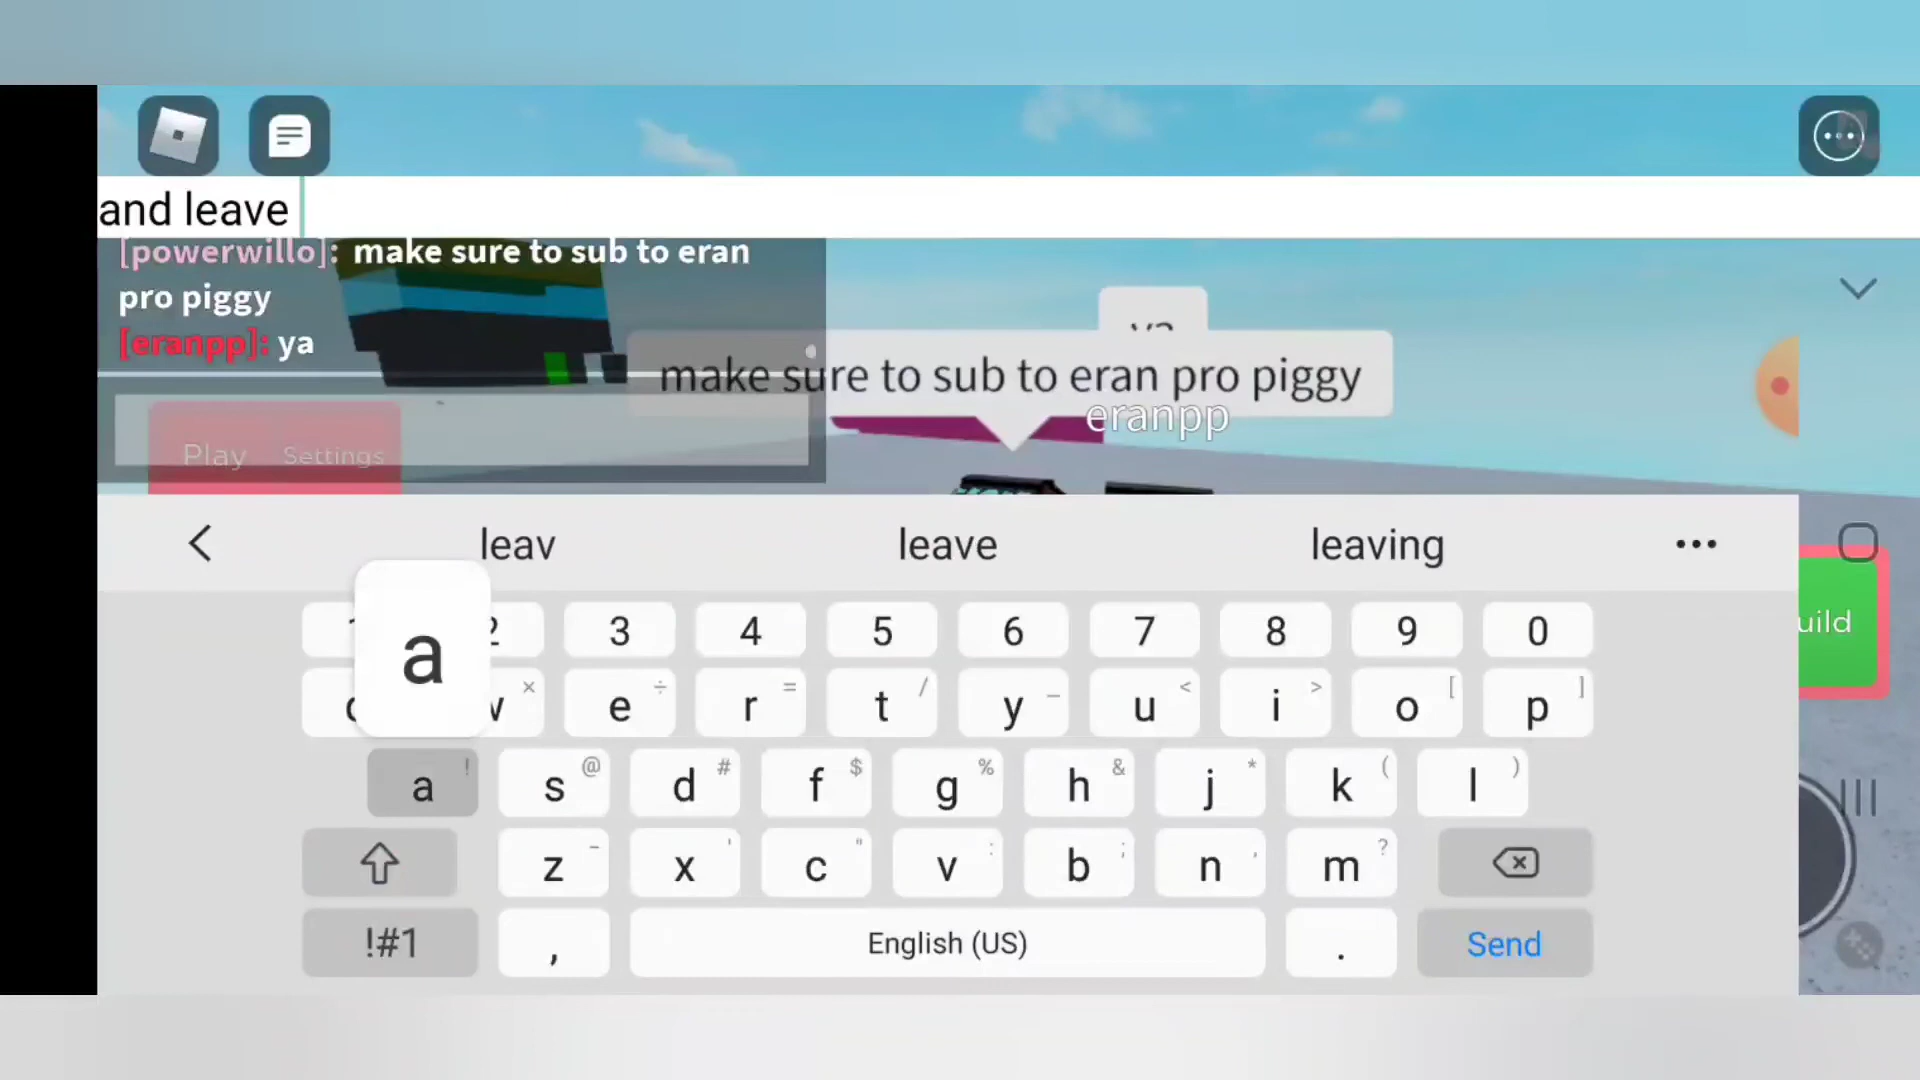 and leave
[powerwillo]: make sure to sub to eran
pro piggy
[eranpp]: ya
ya
make sure to sub to eran pro piggy
eranpp
Play Settings
leav leave leaving
a
2 3 4 5 6 7 8 9 0
w e r t y u i o p
× ÷ = / _ < > [ ]
uild
a s d f g h j k l
! @ # $ % & * ( )
z x c v b n m
- ' " : ; , ?
!#1 , English (US) . Send